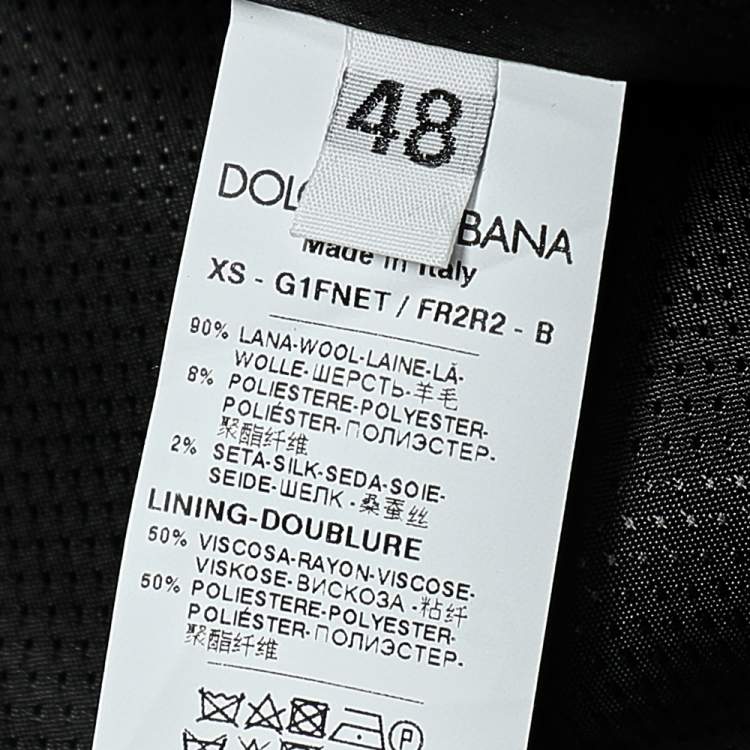 48
DOL BANA
Made in Italy
XS - G1FNET / FR2R2 - B
90% LANA-WOOL-LAINE-LÃ-
WOLLE-ШЕРСТЬ-羊毛
8% POLIESTERE-POLYESTER-
POLIÉSTER-ПОЛИЭСТЕР-
聚酯纤维
2% SETA-SILK-SEDA-SOIE-
SEIDE-ШЕЛК-桑蚕丝
LINING-DOUBLURE
50% VISCOSA-RAYON-VISCOSE-
VISKOSE-ВИСКОЗА-粘纤
50% POLIESTERE-POLYESTER-
POLIÉSTER-ПОЛИЭСТЕР-
聚酯纤维
P